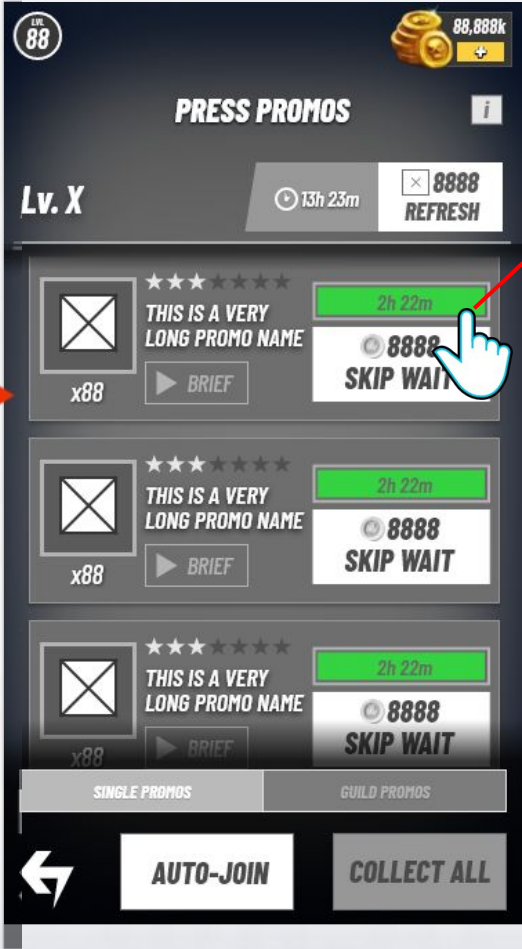 LVL
88
88,888k
+
PRESS PROMOS
Lv. X
13h 23m
8888
REFRESH
THIS IS A VERY
LONG PROMO NAME
x88
BRIEF
2h 22m
8888
SKIP WAIT
THIS IS A VERY
LONG PROMO NAME
x88
BRIEF
2h 22m
8888
SKIP WAIT
THIS IS A VERY
LONG PROMO NAME
x88
BRIEF
2h 22m
8888
SKIP WAIT
SINGLE PROMOS
GUILD PROMOS
AUTO-JOIN
COLLECT ALL